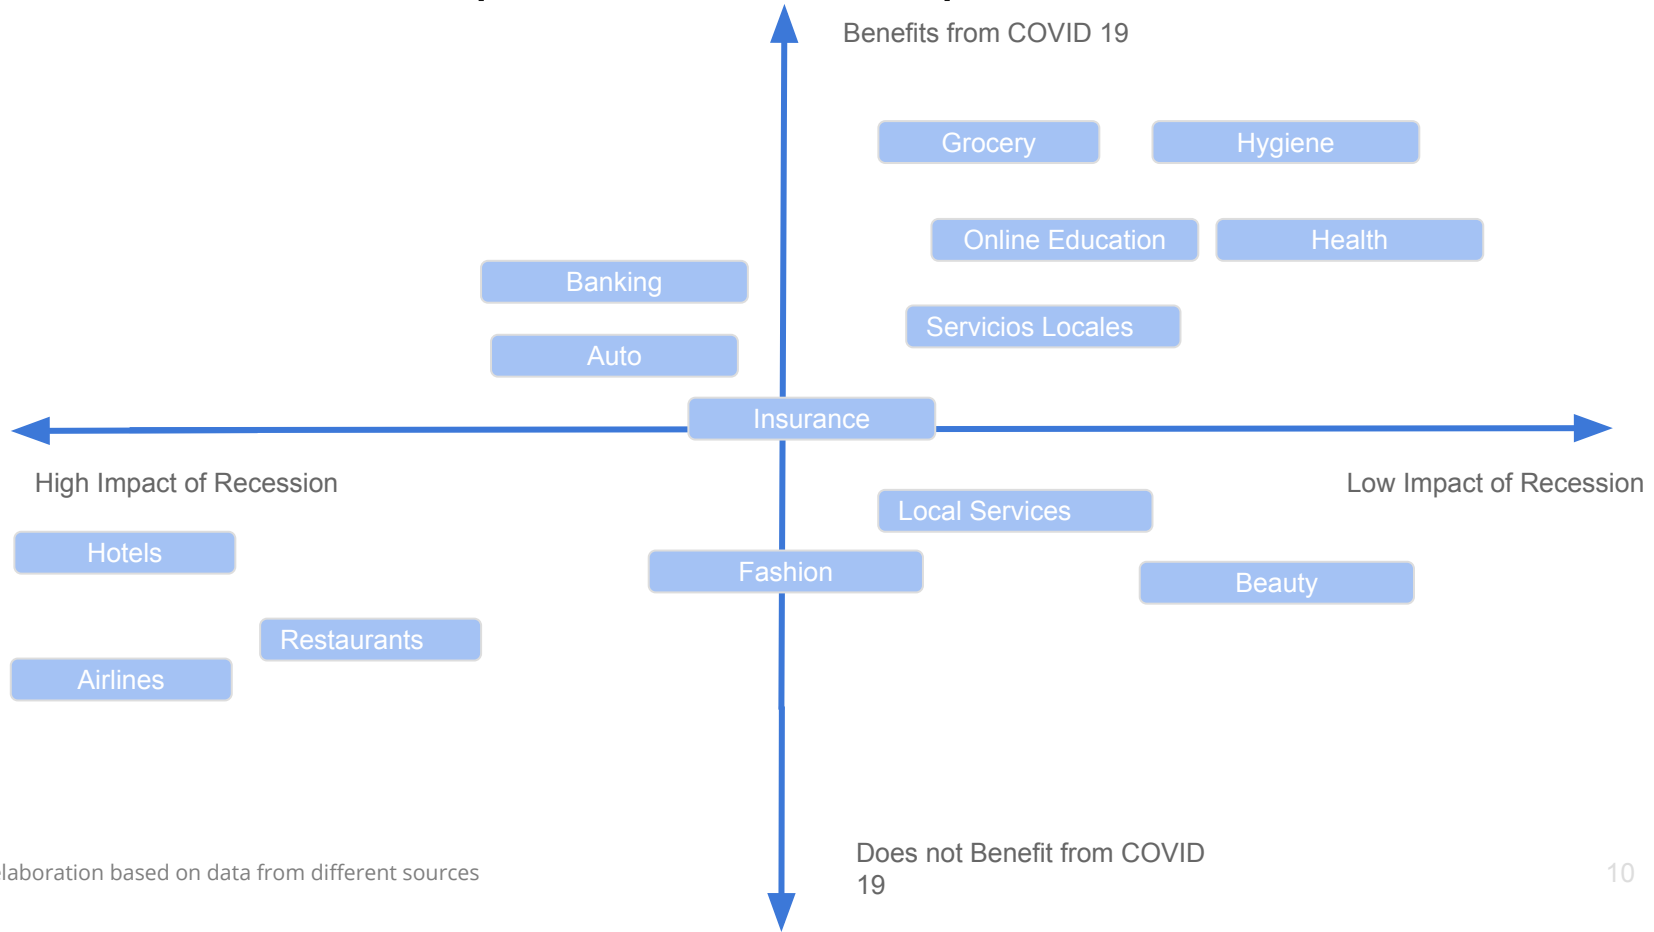 Benefits from COVID 19
Grocery
Hygiene
Online Education
Health
Banking
Servicios Locales
Auto
Insurance
High Impact of Recession
Low Impact of Recession
Local Services
Hotels
Fashion
Beauty
Restaurants
Airlines
Does not Benefit from COVID
19
elaboration based on data from different sources
10